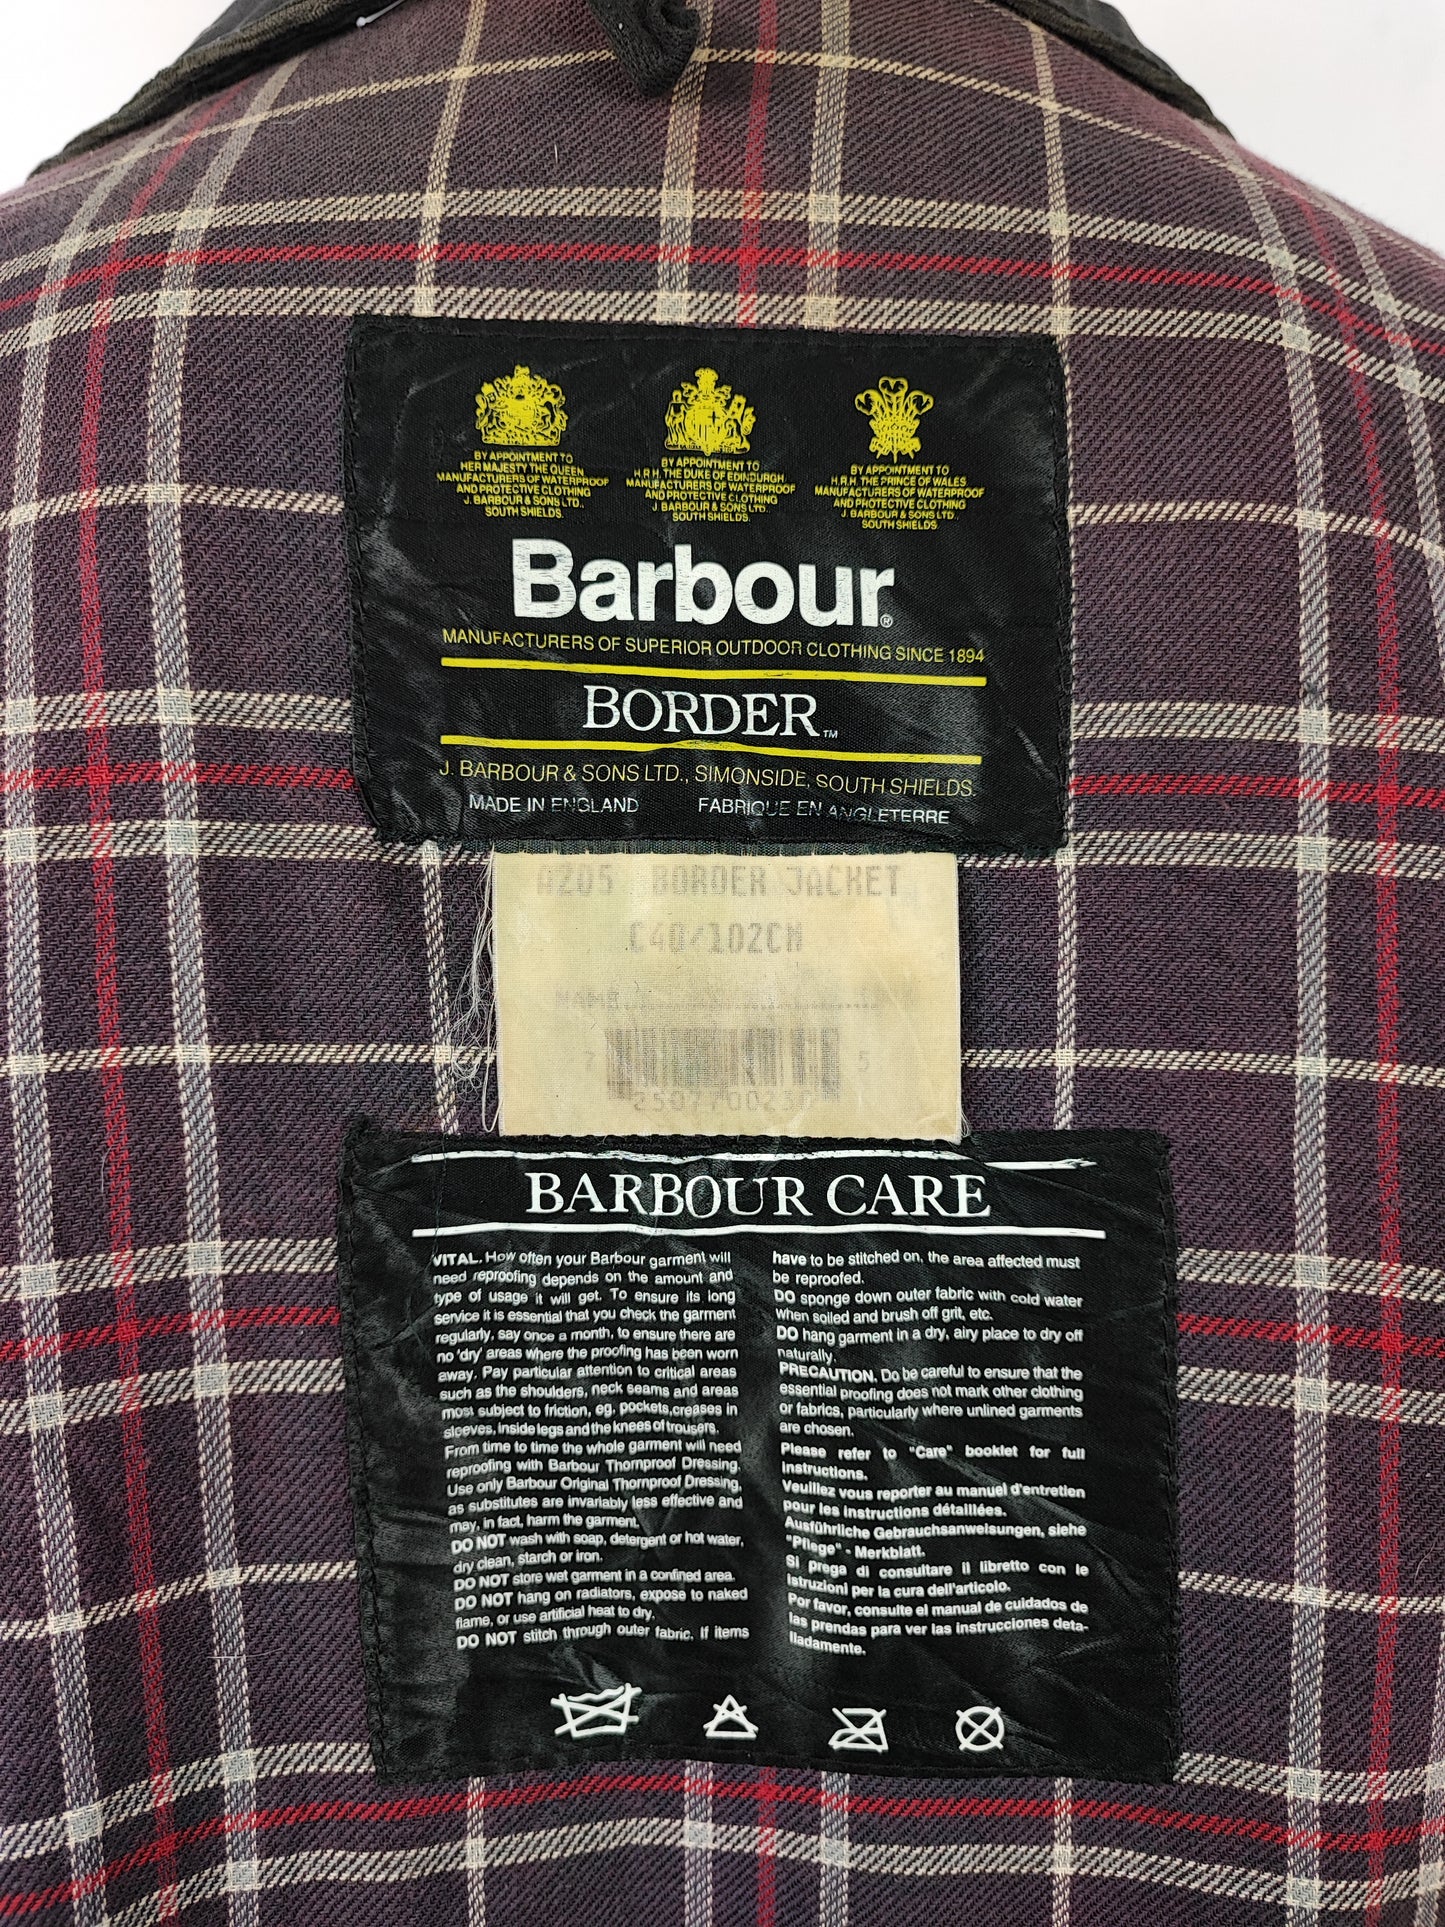 BY APPOINTMENT TO
HER MAJESTY THE QUEEN
MANUFACTURERS OF WATERPROOF
AND PROTECTIVE CLOTHING
J. BARBOUR & SONS LTD.,
SOUTH SHIELDS.
BY APPOINTMENT TO
H.R.H. THE DUKE OF EDINBURGH
MANUFACTURERS OF WATERPROOF
AND PROTECTIVE CLOTHING
J. BARBOUR & SONS LTD.,
SOUTH SHIELDS.
BY APPOINTMENT TO
H.R.H. THE PRINCE OF WALES
MANUFACTURERS OF WATERPROOF
AND PROTECTIVE CLOTHING
J. BARBOUR & SONS LTD.,
SOUTH SHIELDS
Barbour®
MANUFACTURERS OF SUPERIOR OUTDOOR CLOTHING SINCE 1894
BORDER™
J. BARBOUR & SONS LTD., SIMONSIDE, SOUTH SHIELDS.
MADE IN ENGLAND FABRIQUE EN ANGLETERRE
A205 BORDER JACKET
C40/102CM
NAME
7 5
BARBOUR CARE
VITAL. How often your Barbour garment will
need reproofing depends on the amount and
type of usage it will get. To ensure its long
service it is essential that you check the garment
regularly, say once a month, to ensure there are
no 'dry' areas where the proofing has been worn
away. Pay particular attention to critical areas
such as the shoulders, neck seams and areas
most subject to friction, eg. pockets,creases in
sleeves, inside legs and the knees of trousers.
From time to time the whole garment will need
reproofing with Barbour Thornproof Dressing.
Use only Barbour Original Thornproof Dressing,
as substitutes are invariably less effective and
may, in fact, harm the garment.
DO NOT wash with soap, detergent or hot water,
dry clean, starch or iron.
DO NOT store wet garment in a confined area.
DO NOT hang on radiators, expose to naked
flame, or use artificial heat to dry.
DO NOT stitch through outer fabric. If items
have to be stitched on, the area affected must
be reproofed.
DO sponge down outer fabric with cold water
when soiled and brush off grit, etc.
DO hang garment in a dry, airy place to dry off
naturally.
PRECAUTION. Do be careful to ensure that the
essential proofing does not mark other clothing
or fabrics, particularly where unlined garments
are chosen.
Please refer to "Care" booklet for full
instructions.
Veuillez vous reporter au manuel d'entretien
pour les instructions détaillées.
Ausführliche Gebrauchsanweisungen, siehe
"Pflege" - Merkblatt.
Si prega di consultare il libretto con le
istruzioni per la cura dell'articolo.
Por favor, consulte el manual de cuidados de
las prendas para ver las instrucciones deta-
lladamente.